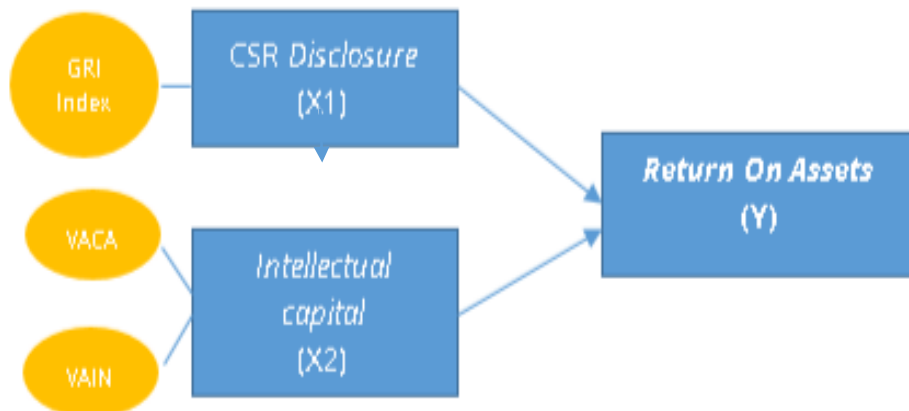 GRI
Index
CSR Disclosure
(X1)
Return On Assets
(Y)
VACA
Intellectual
capital
(X2)
VAIN